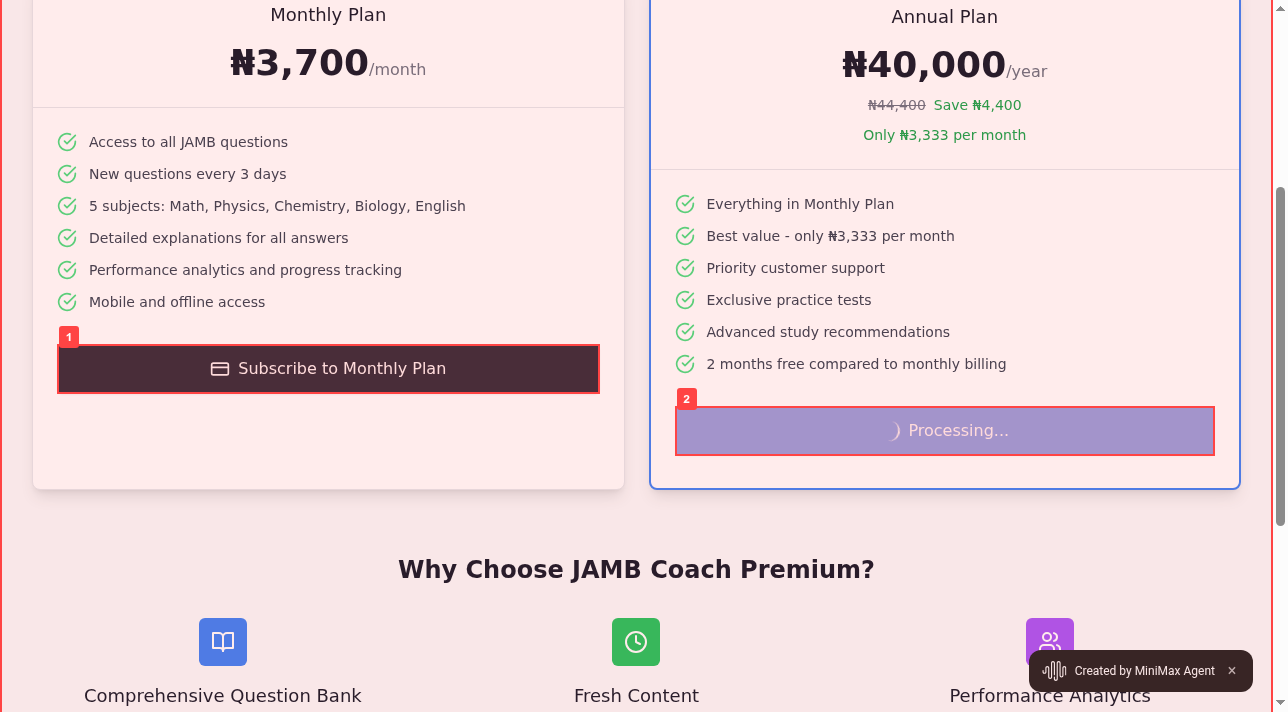 Monthly Plan
₦3,700/month
Access to all JAMB questions
New questions every 3 days
5 subjects: Math, Physics, Chemistry, Biology, English
Detailed explanations for all answers
Performance analytics and progress tracking
Mobile and offline access
1
Subscribe to Monthly Plan
Annual Plan
₦40,000/year
₦44,400 Save ₦4,400
Only ₦3,333 per month
Everything in Monthly Plan
Best value - only ₦3,333 per month
Priority customer support
Exclusive practice tests
Advanced study recommendations
2 months free compared to monthly billing
2
Processing...
Why Choose JAMB Coach Premium?
Comprehensive Question Bank
Fresh Content
Performance Analytics
Created by MiniMax Agent ×